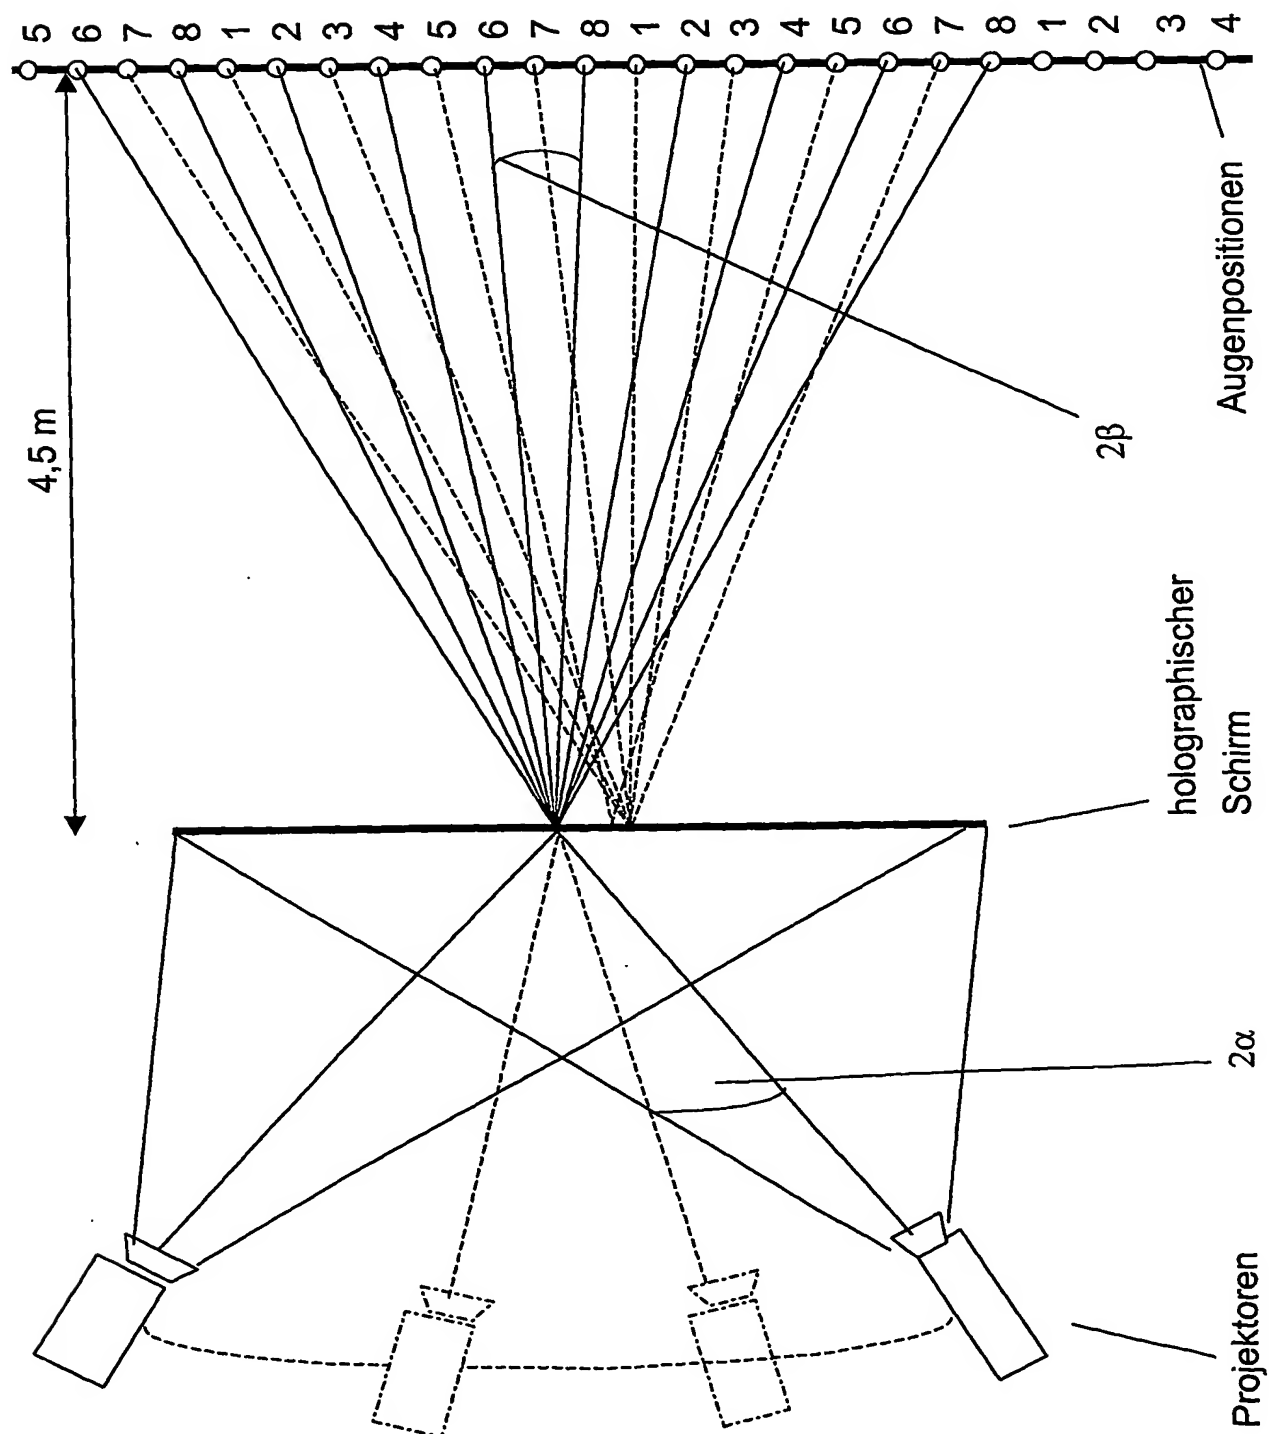 5 6 7 8 1 2 3 4 5 6 7 8 1 2 3 4 5 6 7 8 1 2 3 4
4,5 m
Augenpositionen
2β
holographischer
Schirm
2α
Projektoren